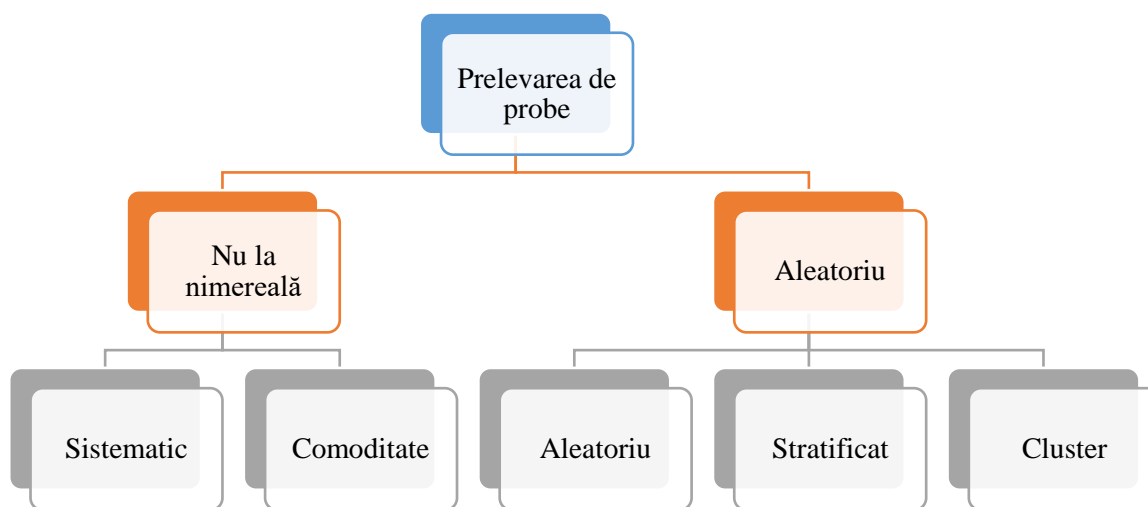 Prelevarea de
probe
Nu la
nimereală
Aleatoriu
Sistematic
Comoditate
Aleatoriu
Stratificat
Cluster